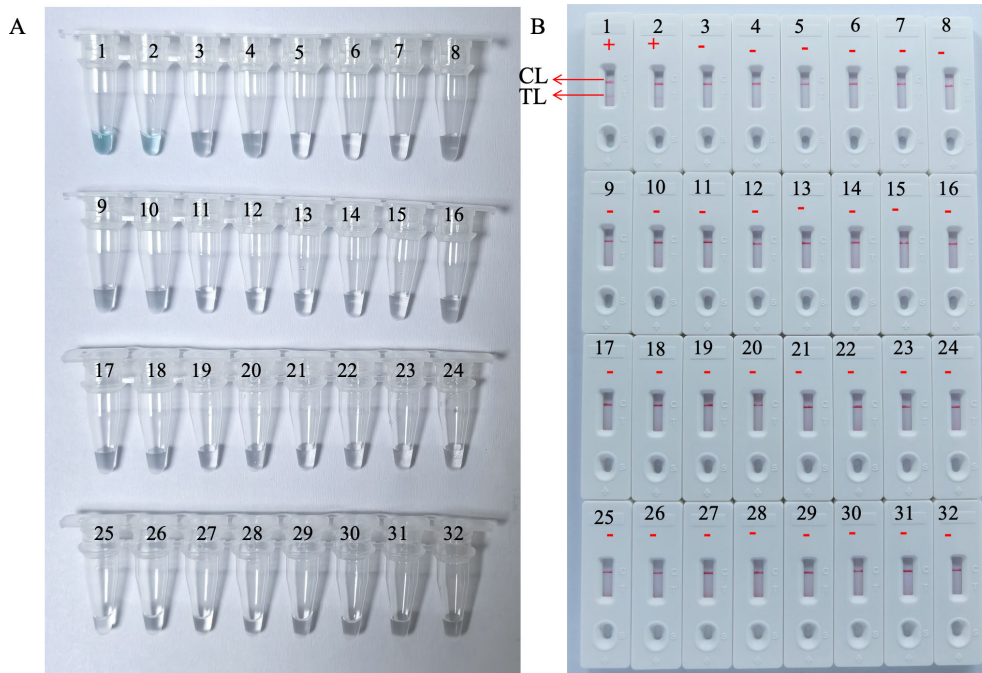 A
1 2 3 4 5 6 7 8
9 10 11 12 13 14 15 16
17 18 19 20 21 22 23 24
25 26 27 28 29 30 31 32
B
1 2 3 4 5 6 7 8
+ + - - - - - -
CL
TL
9 10 11 12 13 14 15 16
- - - - - - - -
17 18 19 20 21 22 23 24
- - - - - - - -
25 26 27 28 29 30 31 32
- - - - - - - -